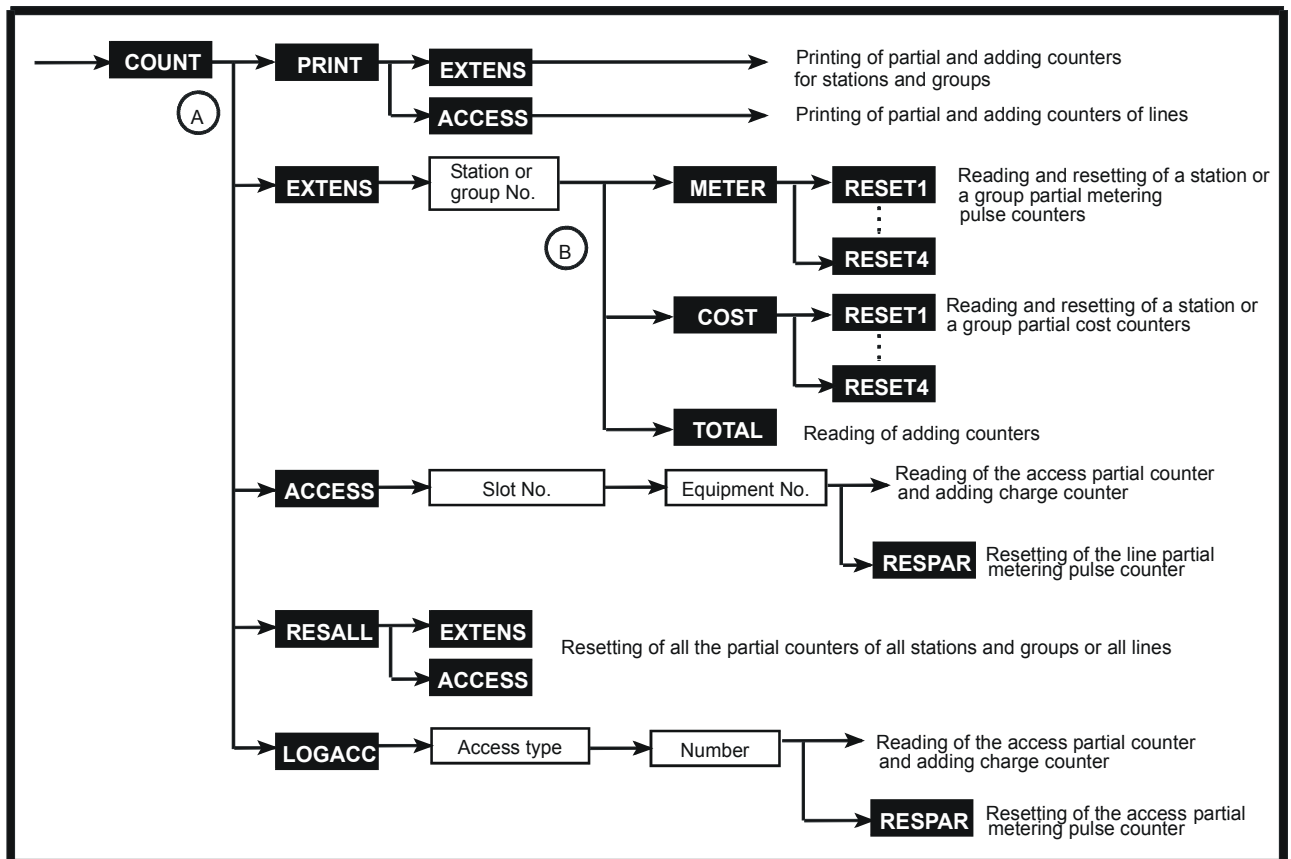 COUNT
PRINT
EXTENS
Printing of partial and adding counters
for stations and groups
A
ACCESS
Printing of partial and adding counters of lines
EXTENS
Station or
group No.
B
METER
RESET1
Reading and resetting of a station or
a group partial metering
pulse counters
RESET4
COST
RESET1
Reading and resetting of a station or
a group partial cost counters
RESET4
TOTAL
Reading of adding counters
ACCESS
Slot No.
Equipment No.
Reading of the access partial counter
and adding charge counter
RESPAR
Resetting of the line partial
metering pulse counter
RESALL
EXTENS
ACCESS
Resetting of all the partial counters of all stations and groups or all lines
LOGACC
Access type
Number
Reading of the access partial counter
and adding charge counter
RESPAR
Resetting of the access partial
metering pulse counter